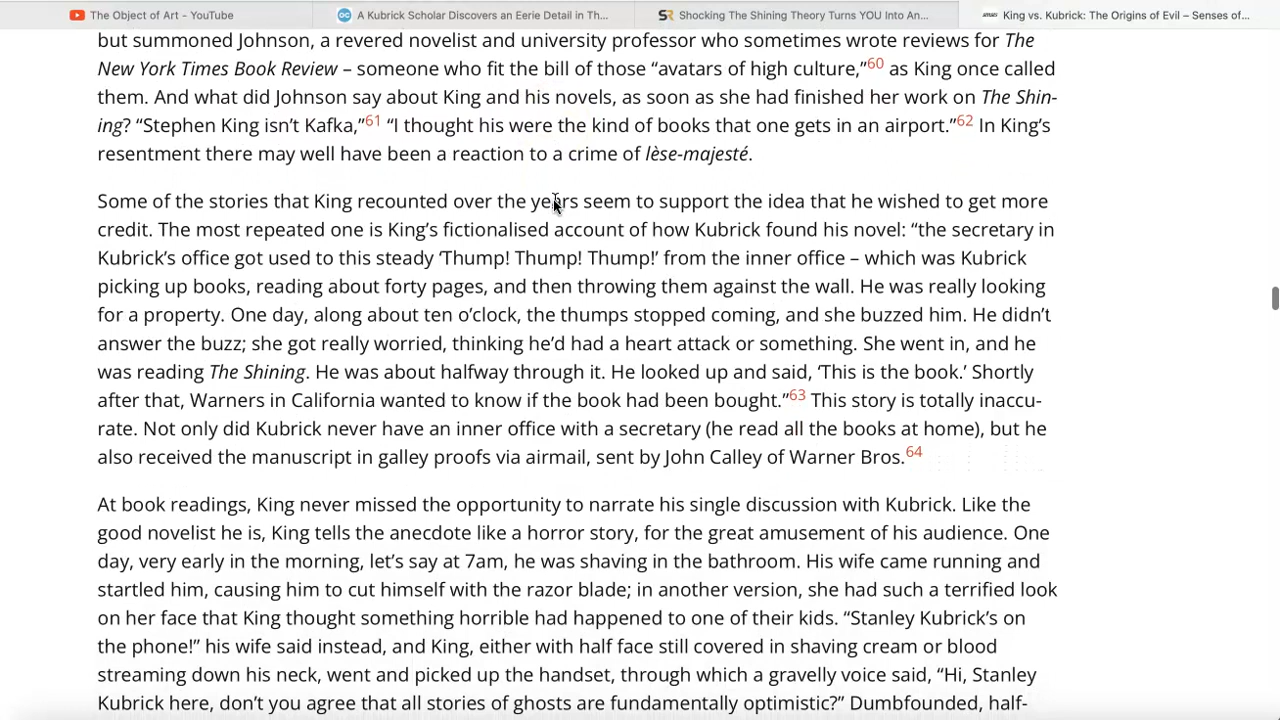 The Object of Art - YouTube
A Kubrick Scholar Discovers an Eerie Detail in Th...
Shocking The Shining Theory Turns YOU Into An...
King vs. Kubrick: The Origins of Evil – Senses of...
but summoned Johnson, a revered novelist and university professor who sometimes wrote reviews for The
New York Times Book Review – someone who fit the bill of those “avatars of high culture,”60 as King once called
them. And what did Johnson say about King and his novels, as soon as she had finished her work on The Shin-
ing? “Stephen King isn’t Kafka,”61 “I thought his were the kind of books that one gets in an airport.”62 In King’s
resentment there may well have been a reaction to a crime of lèse-majesté.
Some of the stories that King recounted over the years seem to support the idea that he wished to get more
credit. The most repeated one is King’s fictionalised account of how Kubrick found his novel: “the secretary in
Kubrick’s office got used to this steady ‘Thump! Thump! Thump!’ from the inner office – which was Kubrick
picking up books, reading about forty pages, and then throwing them against the wall. He was really looking
for a property. One day, along about ten o’clock, the thumps stopped coming, and she buzzed him. He didn’t
answer the buzz; she got really worried, thinking he’d had a heart attack or something. She went in, and he
was reading The Shining. He was about halfway through it. He looked up and said, ‘This is the book.’ Shortly
after that, Warners in California wanted to know if the book had been bought.”63 This story is totally inaccu-
rate. Not only did Kubrick never have an inner office with a secretary (he read all the books at home), but he
also received the manuscript in galley proofs via airmail, sent by John Calley of Warner Bros.64
At book readings, King never missed the opportunity to narrate his single discussion with Kubrick. Like the
good novelist he is, King tells the anecdote like a horror story, for the great amusement of his audience. One
day, very early in the morning, let’s say at 7am, he was shaving in the bathroom. His wife came running and
startled him, causing him to cut himself with the razor blade; in another version, she had such a terrified look
on her face that King thought something horrible had happened to one of their kids. “Stanley Kubrick’s on
the phone!” his wife said instead, and King, either with half face still covered in shaving cream or blood
streaming down his neck, went and picked up the handset, through which a gravelly voice said, “Hi, Stanley
Kubrick here, don’t you agree that all stories of ghosts are fundamentally optimistic?” Dumbfounded, half-